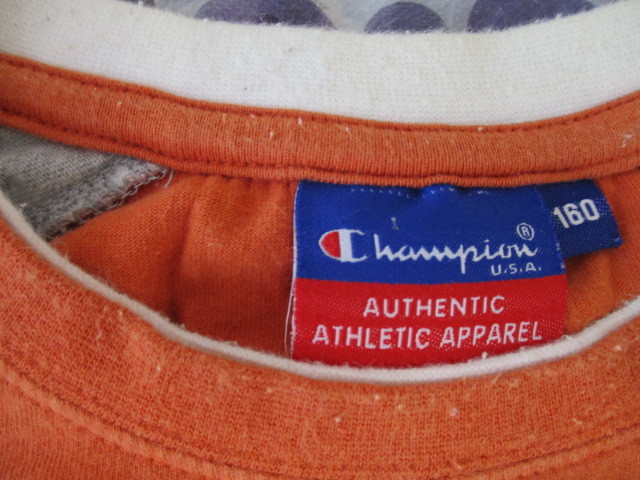 Champion®
U.S.A.
160
AUTHENTIC
ATHLETIC APPAREL